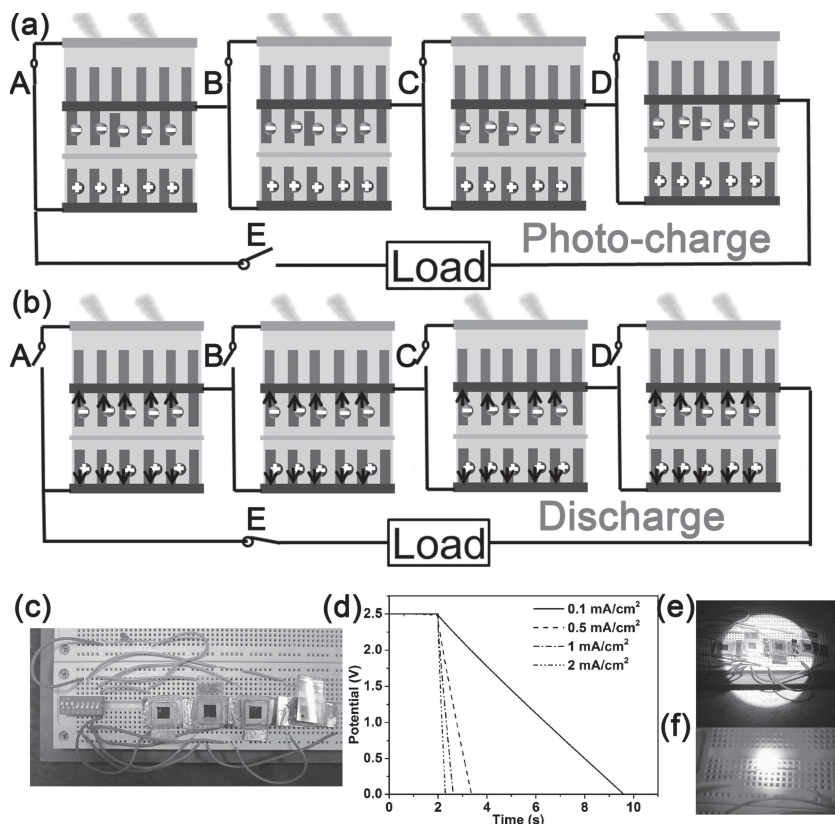 (a)
A B C D
E
Load
Photo-charge
(b)
A B C D
E
Load
Discharge
(c)
(d)
2.5
2.0
1.5
1.0
0.5
0.0
0 2 4 6 8 10
Potential (V)
Time (s)
0.1 mA/cm²
0.5 mA/cm²
1 mA/cm²
2 mA/cm²
(e)
(f)